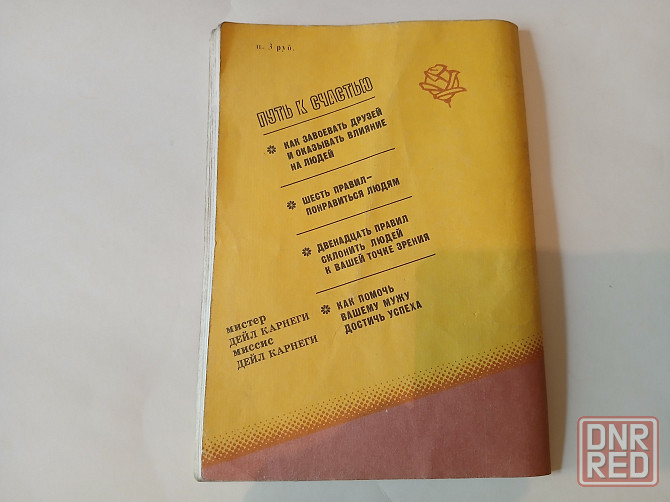 ц. 3 руб.
ПУТЬ К СЧАСТЬЮ
КАК ЗАВОЕВАТЬ ДРУЗЕЙ
И ОКАЗЫВАТЬ ВЛИЯНИЕ
НА ЛЮДЕЙ
ШЕСТЬ ПРАВИЛ—
ПОНРАВИТЬСЯ ЛЮДЯМ
ДВЕНАДЦАТЬ ПРАВИЛ
СКЛОНИТЬ ЛЮДЕЙ
К ВАШЕЙ ТОЧКЕ ЗРЕНИЯ
КАК ПОМОЧЬ
ВАШЕМУ МУЖУ
ДОСТИЧЬ УСПЕХА
мистер
ДЕЙЛ КАРНЕГИ
миссис
ДЕЙЛ КАРНЕГИ
DNR
RED